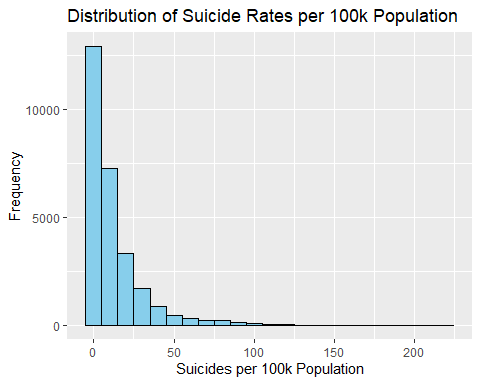 Distribution of Suicide Rates per 100k Population
Frequency
10000
5000
0
0 50 100 150 200
Suicides per 100k Population